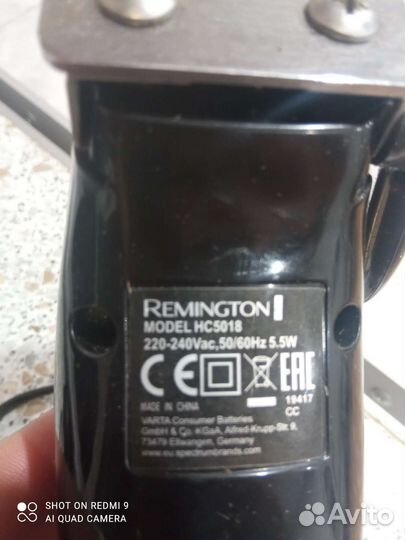 REMINGTON
MODEL HC5018
220-240Vac,50/60Hz 5.5W
CE EAC
MADE IN CHINA
19417
CC
VARTA Consumer Batteries
GmbH & Co. KGaA, Alfred-Krupp-Str. 9,
73479 Ellwangen, Germany
www.eu.spectrumbrands.com
SHOT ON REDMI 9
AI QUAD CAMERA
Avito